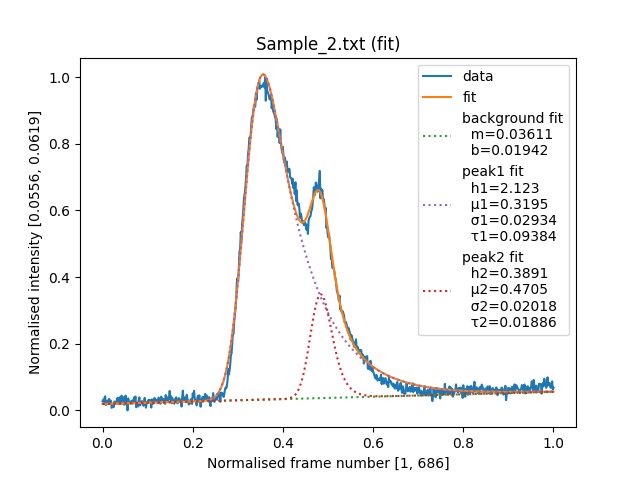 Sample_2.txt (fit)
Normalised intensity [0.0556, 0.0619]
1.0
0.8
0.6
0.4
0.2
0.0
0.0 0.2 0.4 0.6 0.8 1.0
Normalised frame number [1, 686]
data
fit
background fit
m=0.03611
b=0.01942
peak1 fit
h1=2.123
μ1=0.3195
σ1=0.02934
τ1=0.09384
peak2 fit
h2=0.3891
μ2=0.4705
σ2=0.02018
τ2=0.01886